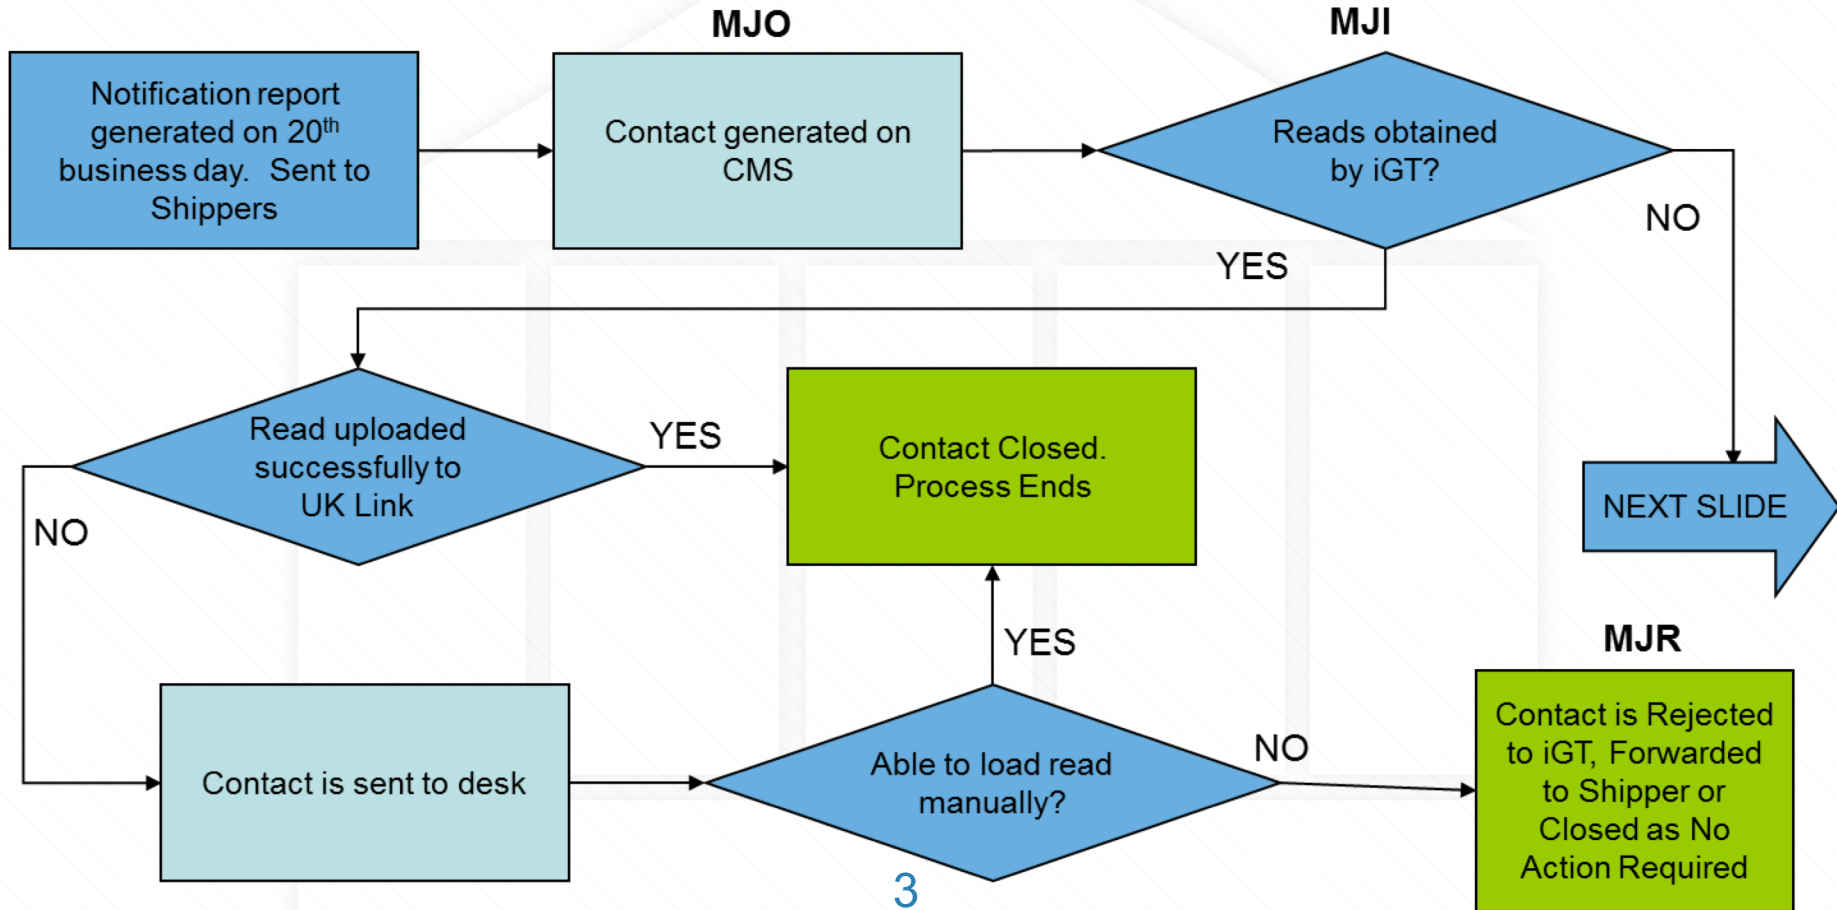 MJO
MJI
Notification report
generated on 20th
business day. Sent to
Shippers
Contact generated on
CMS
Reads obtained
by iGT?
NO
YES
Read uploaded
successfully to
UK Link
YES
Contact Closed.
Process Ends
NEXT SLIDE
NO
YES
MJR
Contact is sent to desk
Able to load read
manually?
NO
Contact is Rejected
to iGT, Forwarded
to Shipper or
Closed as No
Action Required
3